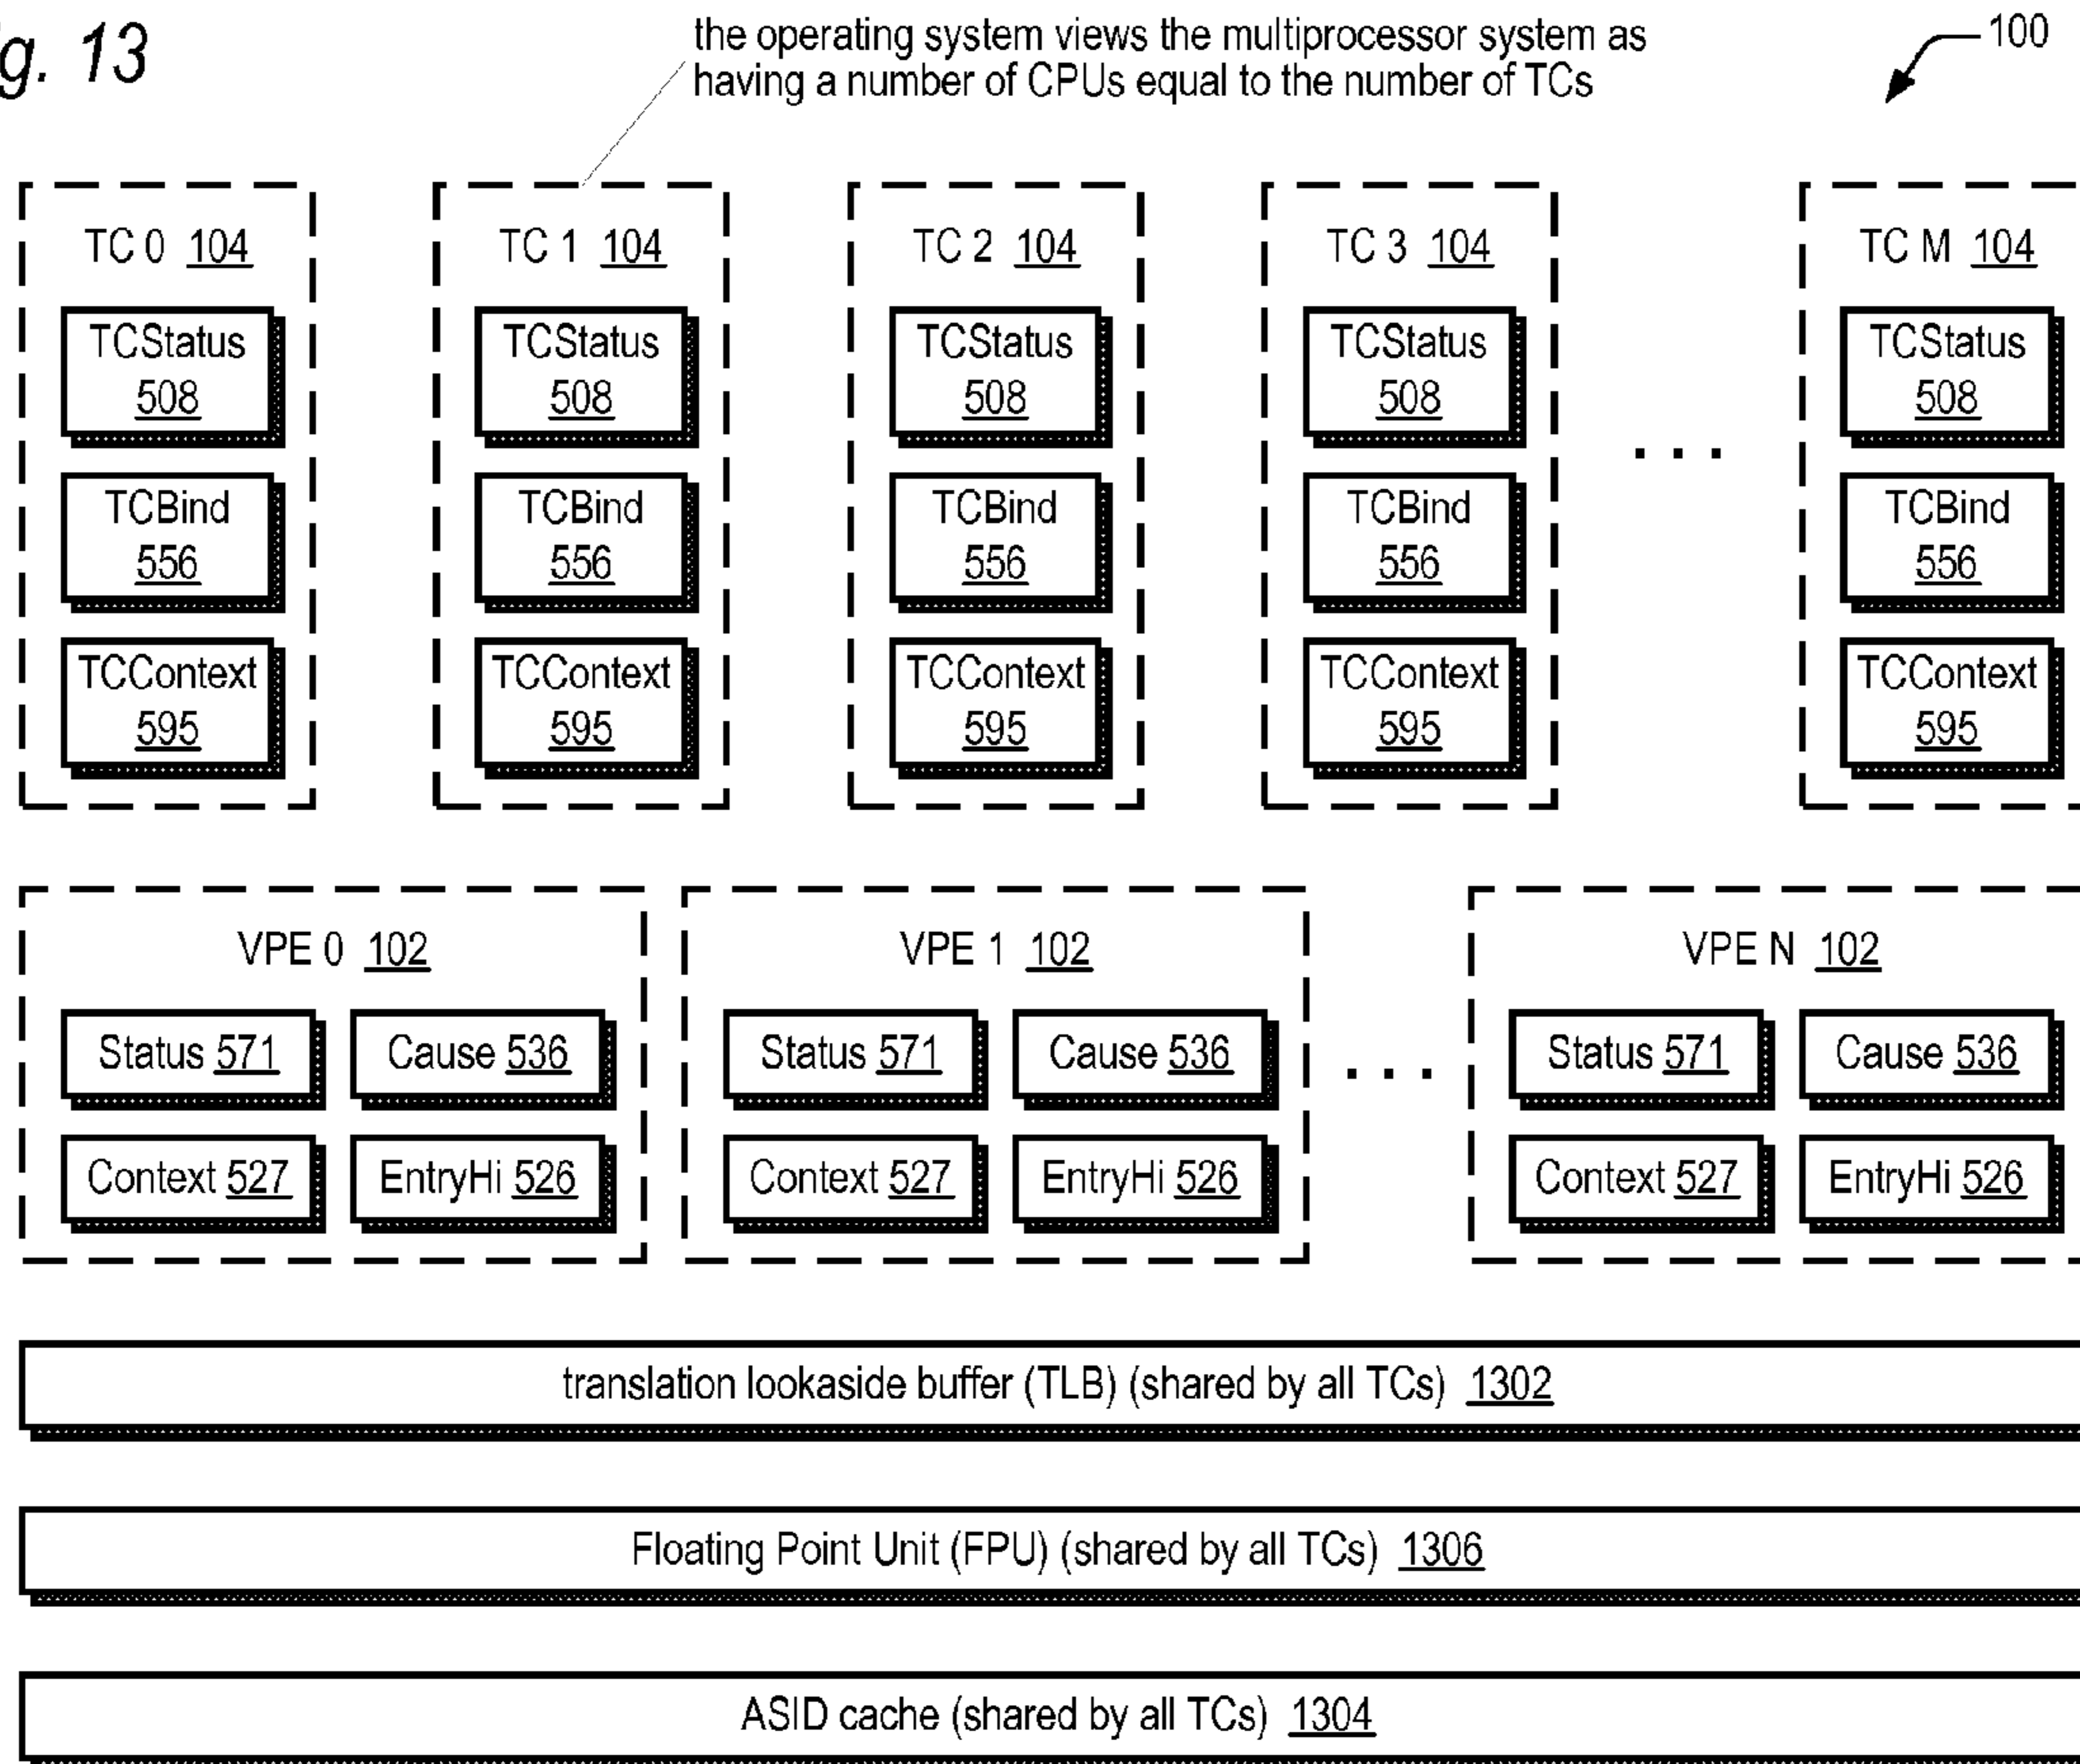 g. 13
the operating system views the multiprocessor system as
having a number of CPUs equal to the number of TCs
100
TC 0 104
TC 1 104
TC 2 104
TC 3 104
TC M 104
TCStatus
508
TCStatus
508
TCStatus
508
TCStatus
508
TCStatus
508
TCBind
556
TCBind
556
TCBind
556
TCBind
556
TCBind
556
TCContext
595
TCContext
595
TCContext
595
TCContext
595
TCContext
595
. . .
VPE 0 102
VPE 1 102
VPE N 102
Status 571
Cause 536
Status 571
Cause 536
Status 571
Cause 536
. . .
Context 527
EntryHi 526
Context 527
EntryHi 526
Context 527
EntryHi 526
translation lookaside buffer (TLB) (shared by all TCs) 1302
Floating Point Unit (FPU) (shared by all TCs) 1306
ASID cache (shared by all TCs) 1304